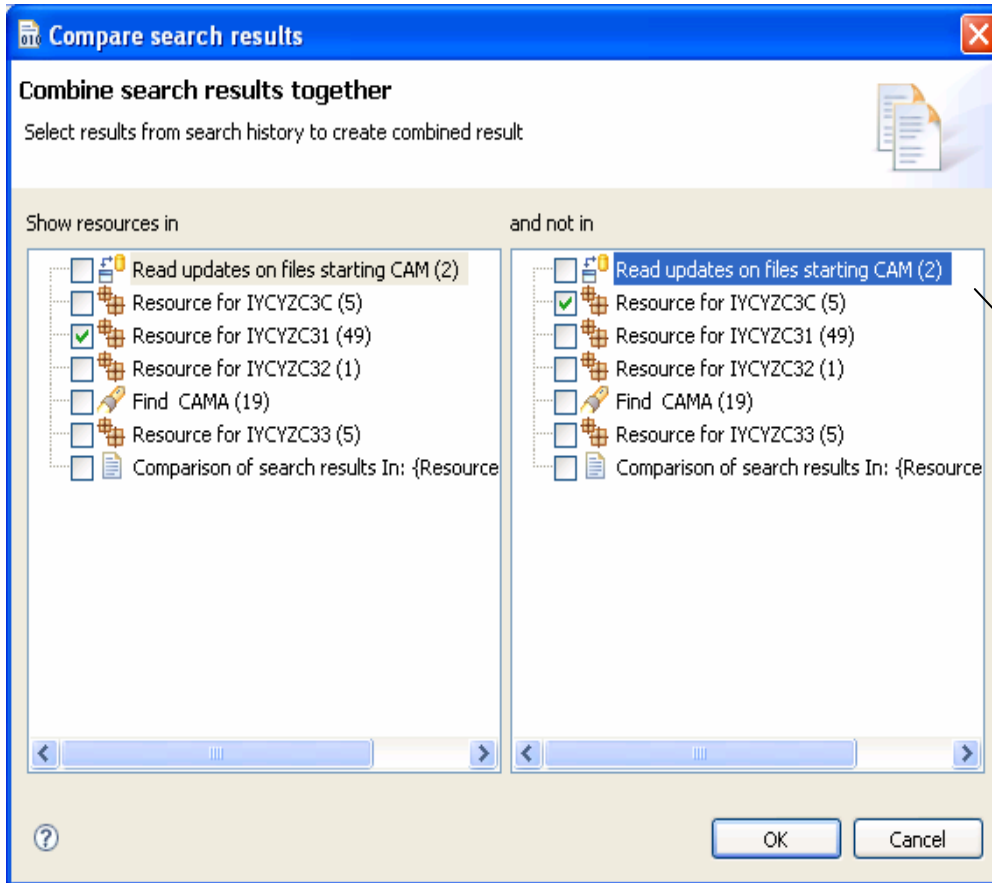 Compare search results
Combine search results together
Select results from search history to create combined result
Show resources in
Read updates on files starting CAM (2)
Resource for IYCYZC3C (5)
Resource for IYCYZC31 (49)
Resource for IYCYZC32 (1)
Find CAMA (19)
Resource for IYCYZC33 (5)
Comparison of search results In: {Resource
and not in
Read updates on files starting CAM (2)
Resource for IYCYZC3C (5)
Resource for IYCYZC31 (49)
Resource for IYCYZC32 (1)
Find CAMA (19)
Resource for IYCYZC33 (5)
Comparison of search results In: {Resource
OK
Cancel